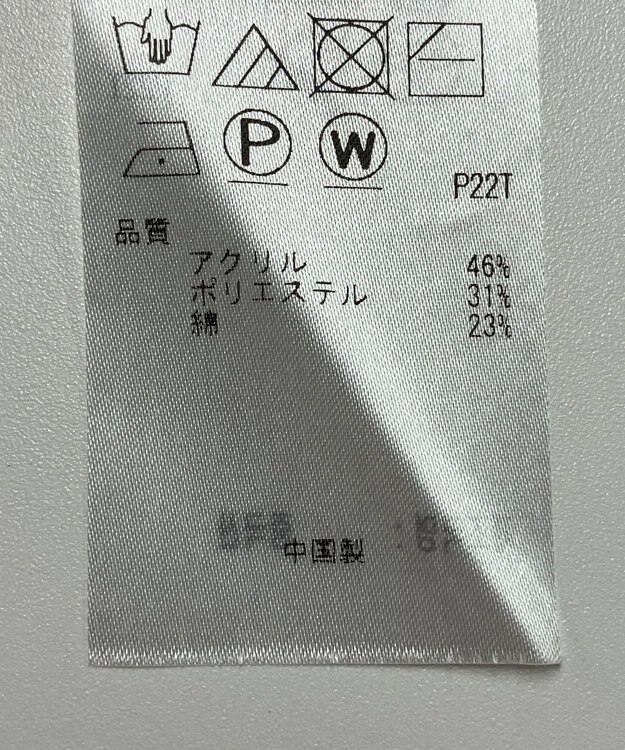 P W
P22T
品質
アクリル 46%
ポリエステル 31%
綿 23%
中国製